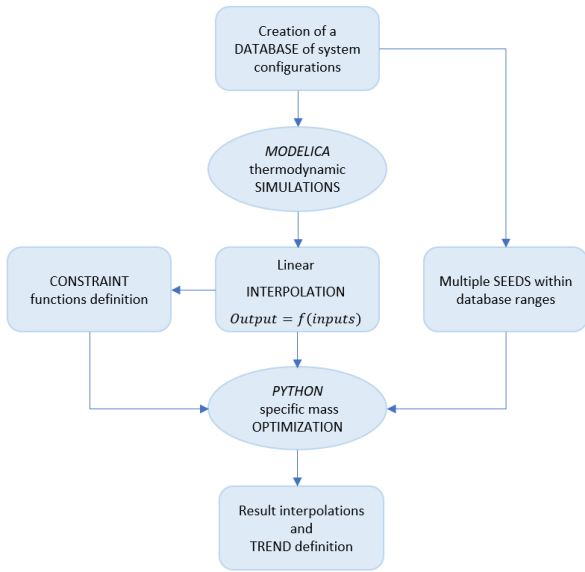 Creation of a
DATABASE of system
configurations
MODELICA
thermodynamic
SIMULATIONS
CONSTRAINT
functions definition
Linear
INTERPOLATION
Output = f(inputs)
Multiple SEEDS within
database ranges
PYTHON
specific mass
OPTIMIZATION
Result interpolations
and
TREND definition